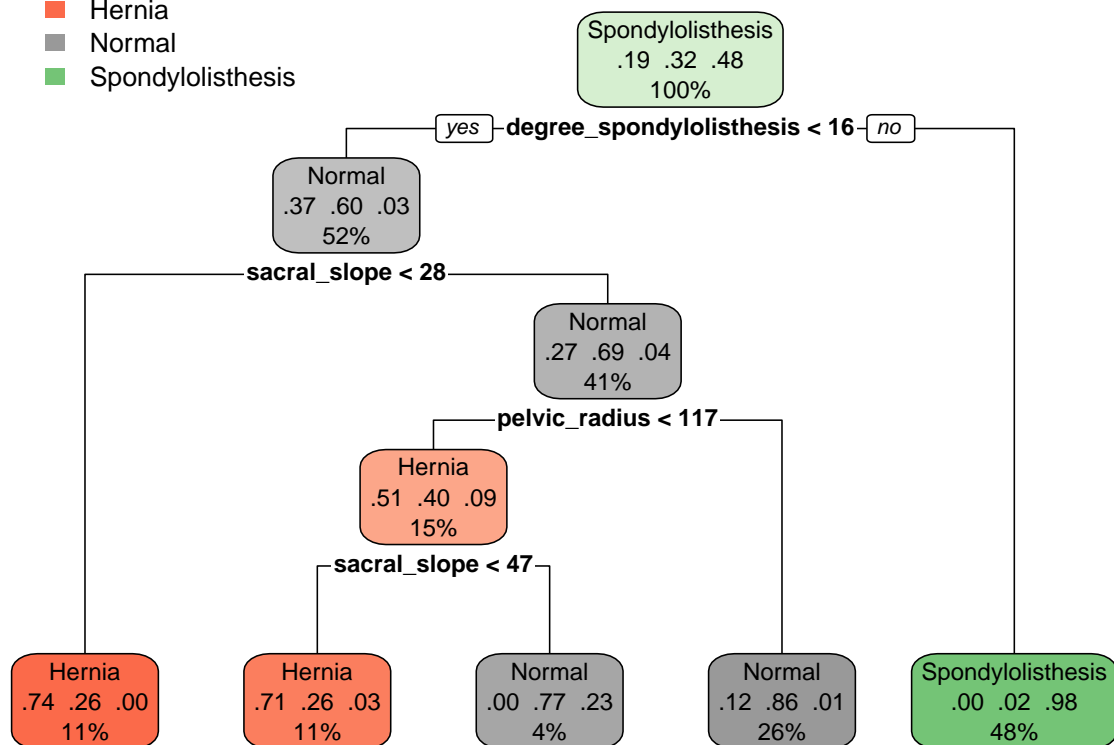 Hernia
Normal
Spondylolisthesis
Spondylolisthesis
.19 .32 .48
100%
yes degree_spondylolisthesis < 16 no
Normal
.37 .60 .03
52%
sacral_slope < 28
Normal
.27 .69 .04
41%
pelvic_radius < 117
Hernia
.51 .40 .09
15%
sacral_slope < 47
Hernia
.74 .26 .00
11%
Hernia
.71 .26 .03
11%
Normal
.00 .77 .23
4%
Normal
.12 .86 .01
26%
Spondylolisthesis
.00 .02 .98
48%